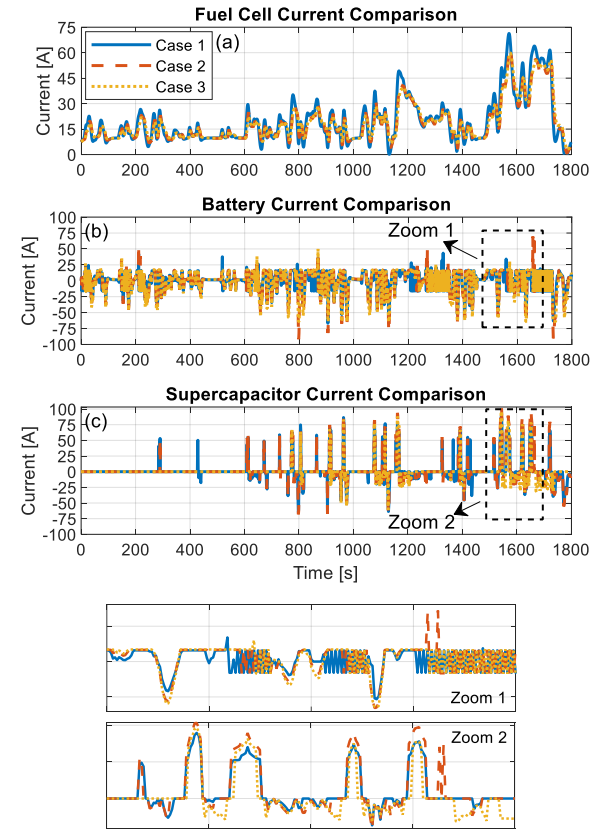 Fuel Cell Current Comparison
(a)
Case 1
Case 2
Case 3
Current [A]
75
60
45
30
15
0
0 200 400 600 800 1000 1200 1400 1600 1800
Battery Current Comparison
(b)
Zoom 1
Current [A]
100
75
50
25
0
-25
-50
-75
-100
0 200 400 600 800 1000 1200 1400 1600 1800
Supercapacitor Current Comparison
(c)
Zoom 2
Current [A]
100
75
50
25
0
-25
-50
-75
-100
0 200 400 600 800 1000 1200 1400 1600 1800
Time [s]
Zoom 1
Zoom 2